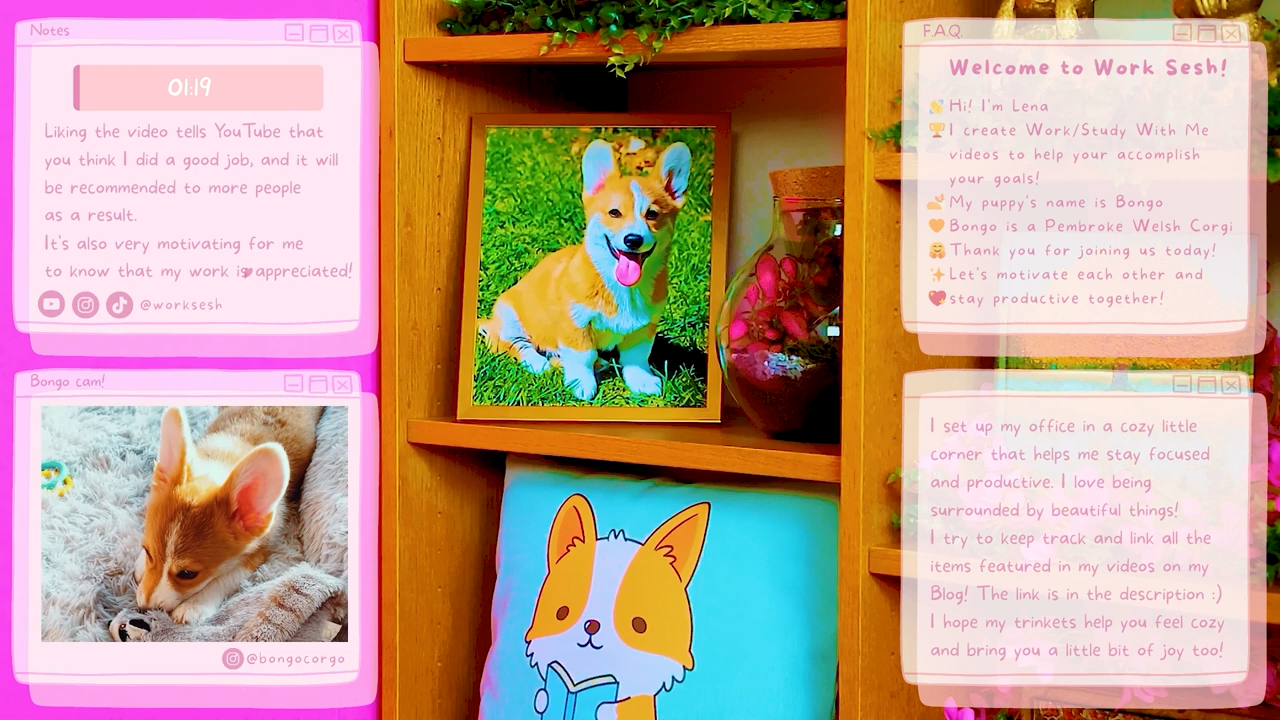 Notes
01:19
Liking the video tells YouTube that
you think I did a good job, and it will
be recommended to more people
as a result.
It's also very motivating for me
to know that my work is appreciated!
@worksesh
Bongo cam!
@bongocorgo
F.A.Q.
Welcome to Work Sesh!
Hi! I'm Lena
I create Work/Study With Me
videos to help your accomplish
your goals!
My puppy's name is Bongo
Bongo is a Pembroke Welsh Corgi
Thank you for joining us today!
Let's motivate each other and
stay productive together!
I set up my office in a cozy little
corner that helps me stay focused
and productive. I love being
surrounded by beautiful things!
I try to keep track and link all the
items featured in my videos on my
Blog! The link is in the description :)
I hope my trinkets help you feel cozy
and bring you a little bit of joy too!